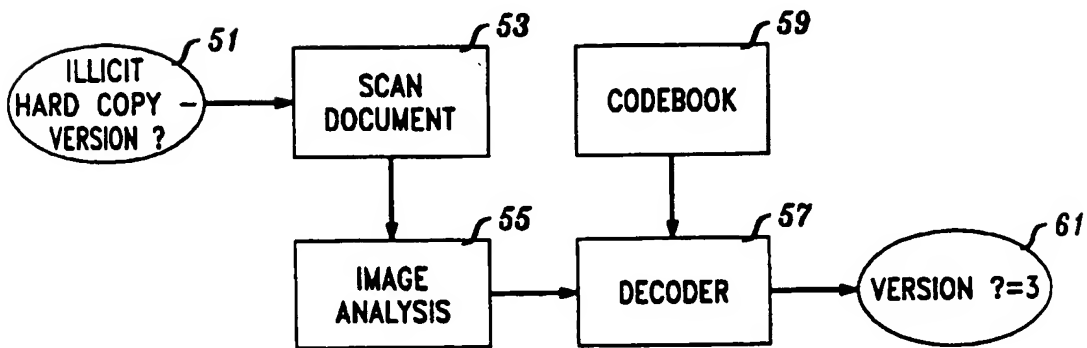 51
ILLICIT
HARD COPY -
VERSION ?
53
SCAN
DOCUMENT
59
CODEBOOK
55
IMAGE
ANALYSIS
57
DECODER
61
VERSION ?=3